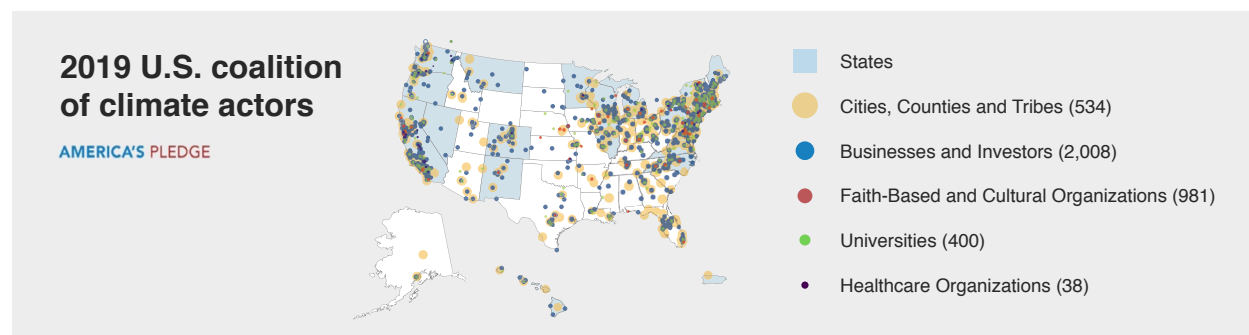 2019 U.S. coalition
of climate actors
AMERICA'S PLEDGE
States
Cities, Counties and Tribes (534)
Businesses and Investors (2,008)
Faith-Based and Cultural Organizations (981)
Universities (400)
Healthcare Organizations (38)